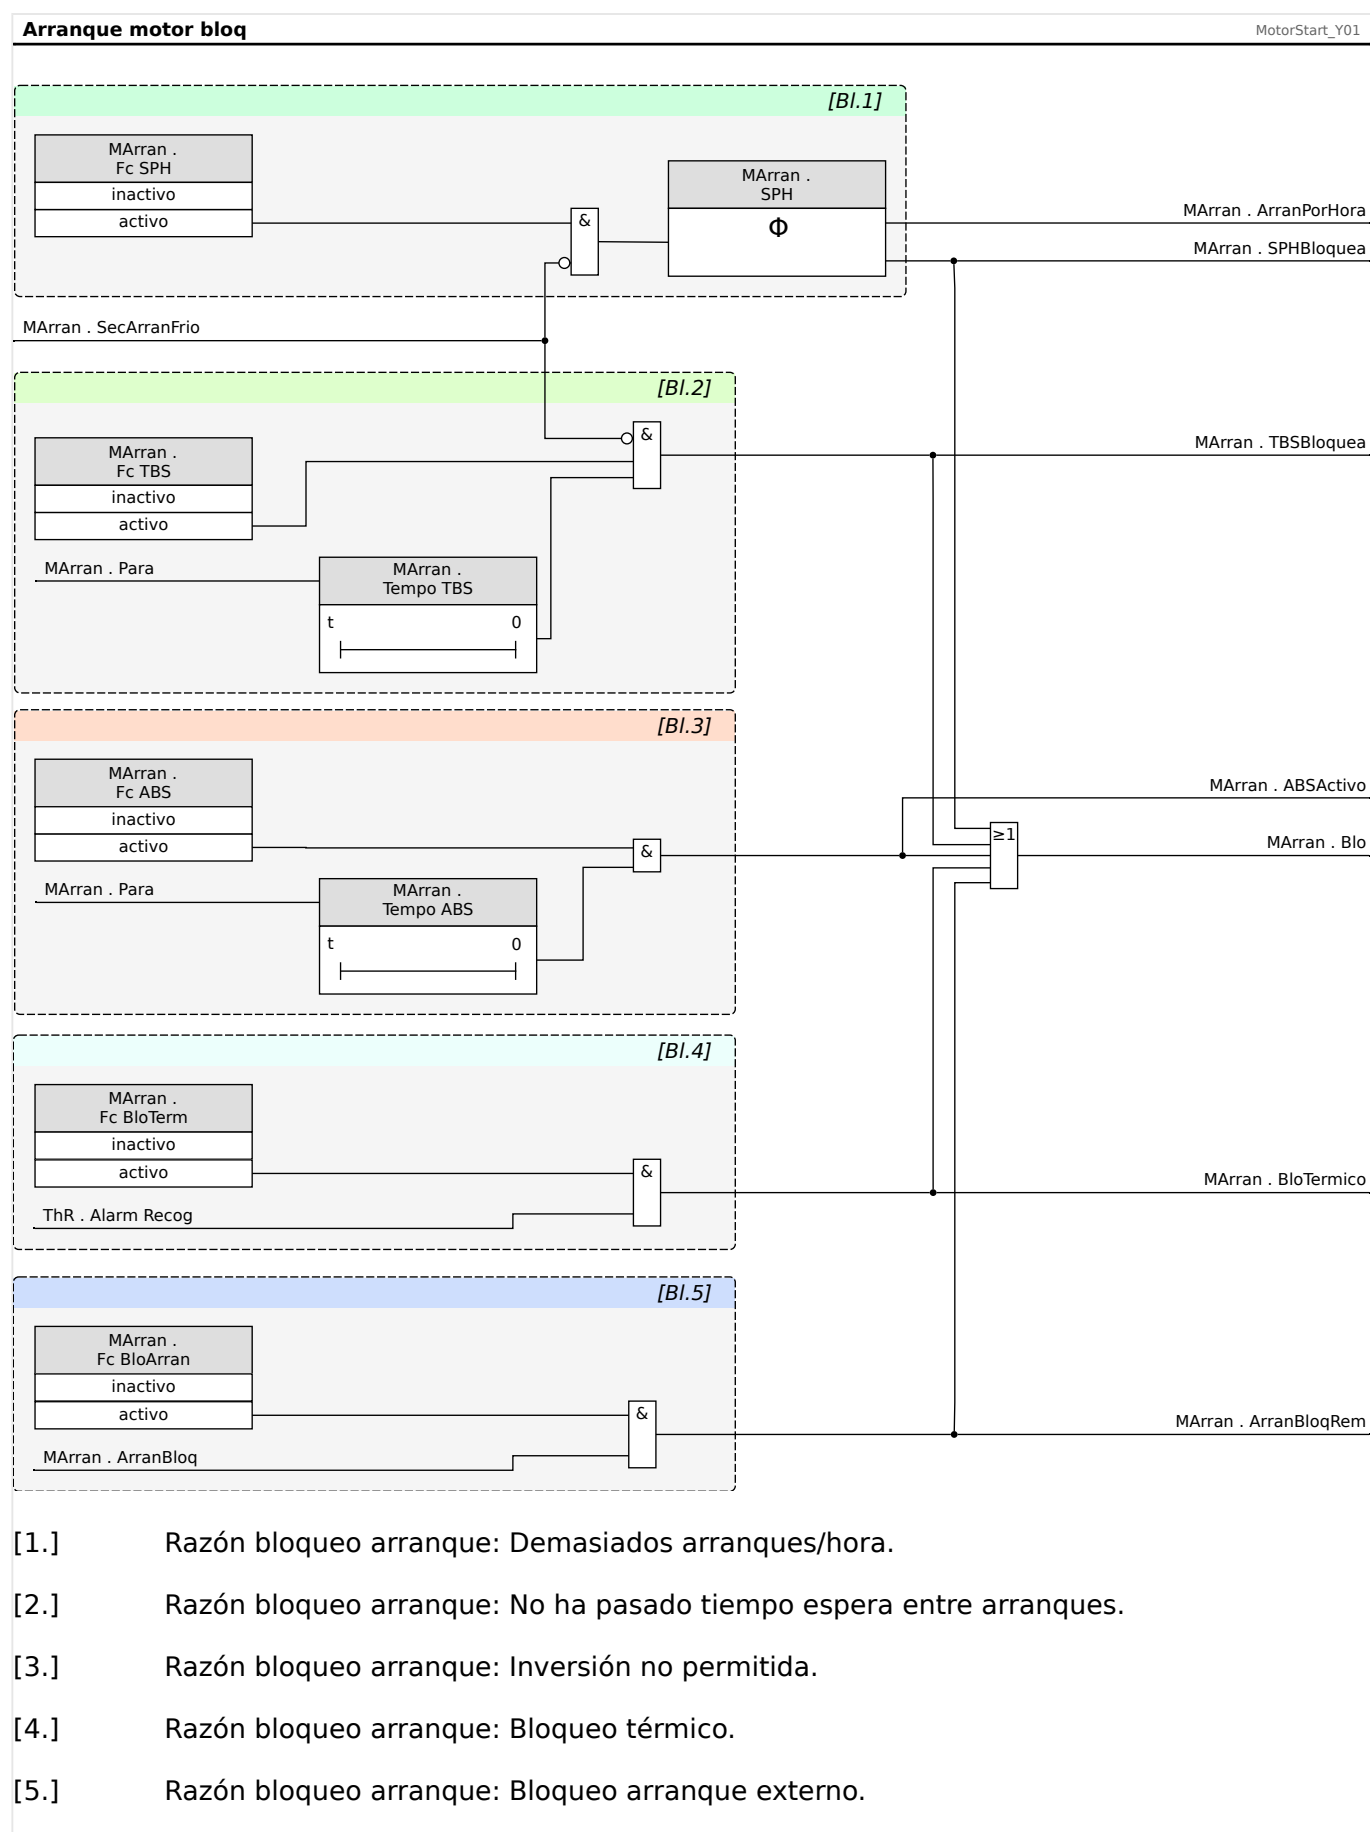 Arranque motor bloq
MotorStart_Y01
[Bl.1]
MArran .
Fc SPH
inactivo
activo
&
MArran .
SPH
Φ
MArran . ArranPorHora
MArran . SPHBloquea
MArran . SecArranFrio
[Bl.2]
MArran .
Fc TBS
inactivo
activo
&
MArran . TBSBloquea
MArran . Para
MArran .
Tempo TBS
t 0
[Bl.3]
MArran .
Fc ABS
inactivo
activo
&
MArran . ABSActivo
≥1
MArran . Blo
MArran . Para
MArran .
Tempo ABS
t 0
[Bl.4]
MArran .
Fc BloTerm
inactivo
activo
&
MArran . BloTermico
ThR . Alarm Recog
[Bl.5]
MArran .
Fc BloArran
inactivo
activo
&
MArran . ArranBloqRem
MArran . ArranBloq
[1.] Razón bloqueo arranque: Demasiados arranques/hora.
[2.] Razón bloqueo arranque: No ha pasado tiempo espera entre arranques.
[3.] Razón bloqueo arranque: Inversión no permitida.
[4.] Razón bloqueo arranque: Bloqueo térmico.
[5.] Razón bloqueo arranque: Bloqueo arranque externo.